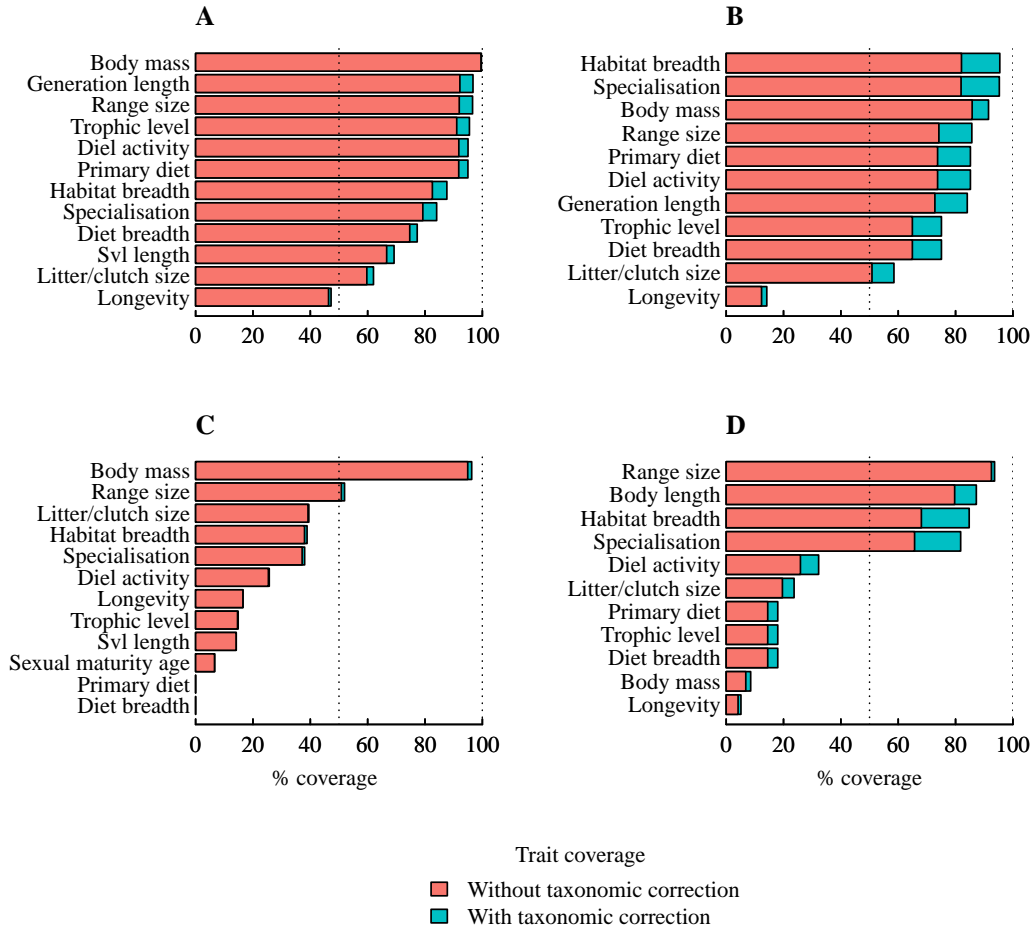 A
Body mass
Generation length
Range size
Trophic level
Diel activity
Primary diet
Habitat breadth
Specialisation
Diet breadth
Svl length
Litter/clutch size
Longevity
0 20 40 60 80 100
B
Habitat breadth
Specialisation
Body mass
Range size
Primary diet
Diel activity
Generation length
Trophic level
Diet breadth
Litter/clutch size
Longevity
0 20 40 60 80 100
C
Body mass
Range size
Litter/clutch size
Habitat breadth
Specialisation
Diel activity
Longevity
Trophic level
Svl length
Sexual maturity age
Primary diet
Diet breadth
0 20 40 60 80 100
% coverage
D
Range size
Body length
Habitat breadth
Specialisation
Diel activity
Litter/clutch size
Primary diet
Trophic level
Diet breadth
Body mass
Longevity
0 20 40 60 80 100
% coverage
Trait coverage
Without taxonomic correction
With taxonomic correction